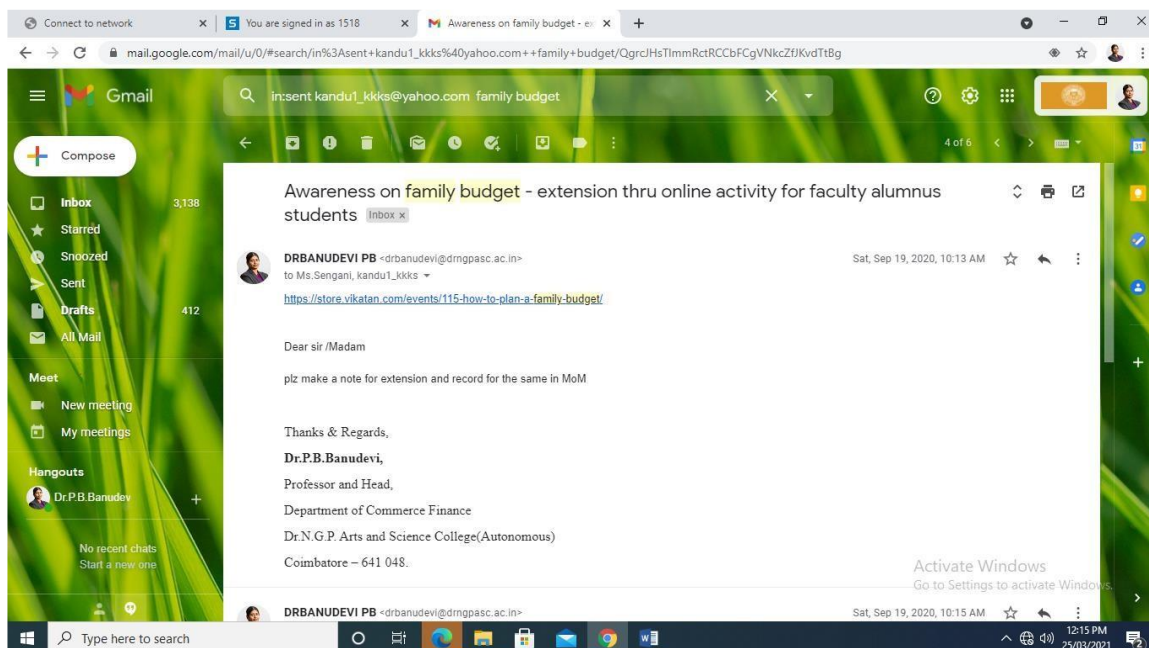 Connect to network
You are signed in as 1518
Awareness on family budget - ex
mail.google.com/mail/u/0/#search/in%3Asent+kandu1_kkks%40yahoo.com++family+budget/QgrcJHsTlmmRctRCCbFCgVNkcZfJKvdTtBg
Gmail
in:sent kandu1_kkks@yahoo.com family budget
Compose
4 of 6
Inbox 3,138
Starred
Snoozed
Sent
Drafts 412
All Mail
Meet
New meeting
My meetings
Hangouts
Dr.P.B.Banudev
No recent chats
Start a new one
Awareness on family budget - extension thru online activity for faculty alumnus
students Inbox x
DRBANUDEVI PB <drbanudevi@drngpasc.ac.in> Sat, Sep 19, 2020, 10:13 AM
to Ms.Sengani, kandu1_kkks
https://store.vikatan.com/events/115-how-to-plan-a-family-budget/
Dear sir /Madam
plz make a note for extension and record for the same in MoM
Thanks & Regards,
Dr.P.B.Banudevi,
Professor and Head,
Department of Commerce Finance
Dr.N.G.P. Arts and Science College(Autonomous)
Coimbatore – 641 048.
Activate Windows
Go to Settings to activate Windows.
DRBANUDEVI PB <drbanudevi@drngpasc.ac.in> Sat, Sep 19, 2020, 10:15 AM
Type here to search
12:15 PM
25/03/2021